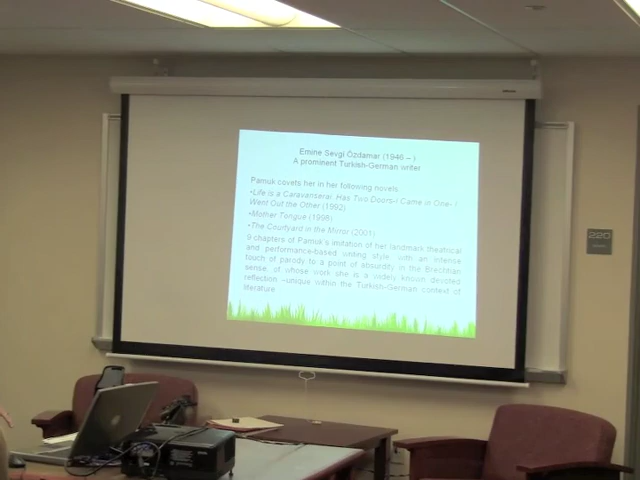 Emine Sevgi Özdamar (1946 – )
A prominent Turkish-German writer
Pamuk covets her in her following novels
•Life is a Caravanserai: Has Two Doors-I Came in One- I
Went Out the Other (1992)
•Mother Tongue (1998)
•The Courtyard in the Mirror (2001)
9 chapters of Pamuk's imitation of her landmark theatrical
and performance-based writing style with an intense
touch of parody to a point of absurdity in the Brechtian
sense, of whose work she is a widely known devoted
reflection –unique within the Turkish-German context of
literature.
220